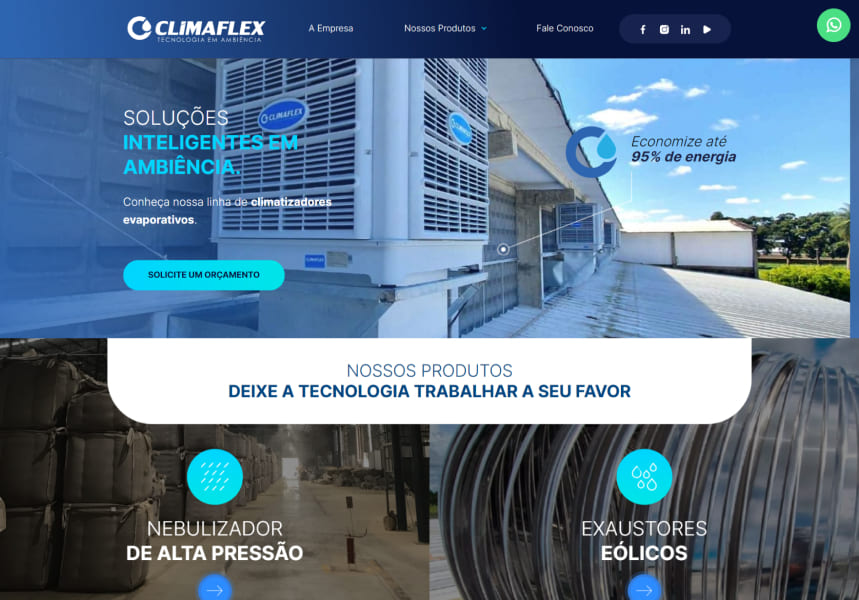 CLIMAFLEX
TECNOLOGIA EM AMBIÊNCIA
A Empresa
Nossos Produtos
Fale Conosco
SOLUÇÕES
INTELIGENTES EM
AMBIÊNCIA.
Conheça nossa linha de climatizadores
evaporativos.
SOLICITE UM ORÇAMENTO
CLIMAFLEX
CLIMAFLEX
Economize até
95% de energia
NOSSOS PRODUTOS
DEIXE A TECNOLOGIA TRABALHAR A SEU FAVOR
NEBULIZADOR
DE ALTA PRESSÃO
EXAUSTORES
EÓLICOS